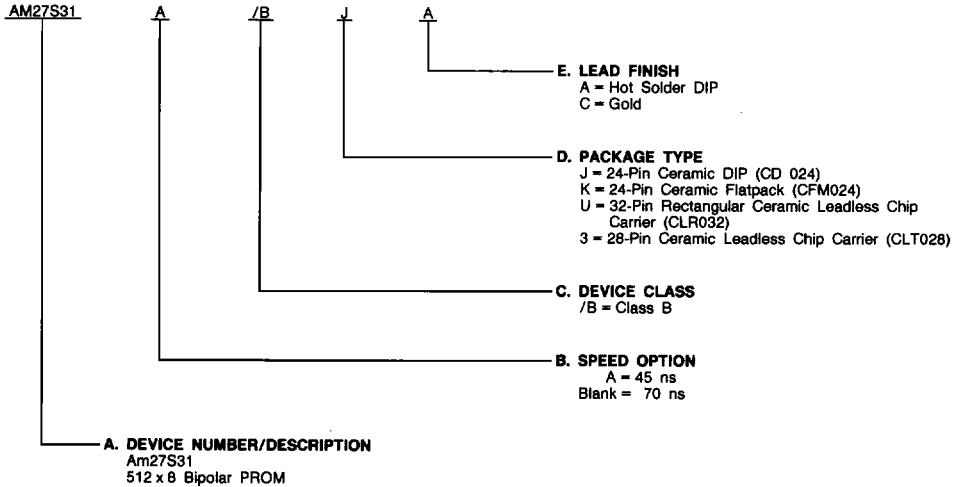 AM27S31 A /B J A
E. LEAD FINISH
A = Hot Solder DIP
C = Gold
D. PACKAGE TYPE
J = 24-Pin Ceramic DIP (CD 024)
K = 24-Pin Ceramic Flatpack (CFM024)
U = 32-Pin Rectangular Ceramic Leadless Chip
Carrier (CLR032)
3 = 28-Pin Ceramic Leadless Chip Carrier (CLT028)
C. DEVICE CLASS
/B = Class B
B. SPEED OPTION
A = 45 ns
Blank = 70 ns
A. DEVICE NUMBER/DESCRIPTION
Am27S31
512 x 8 Bipolar PROM